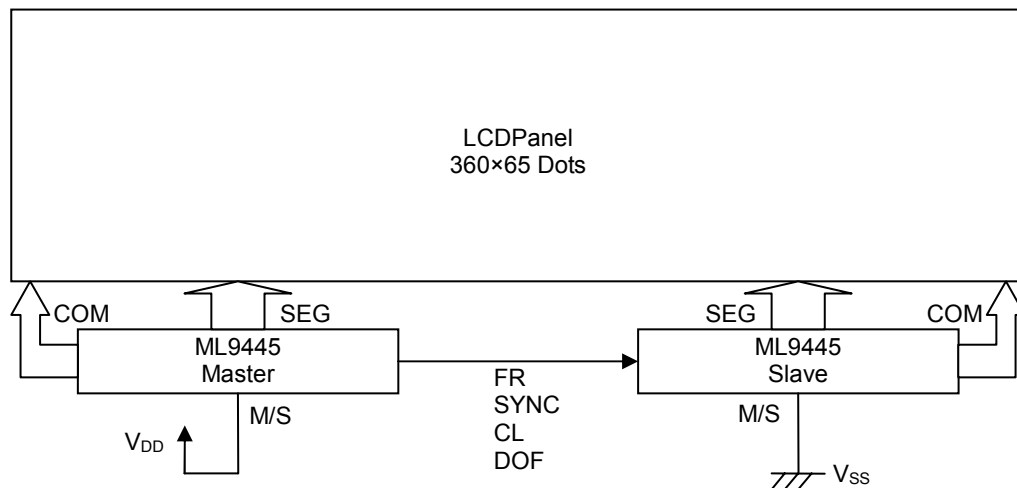 LCDPanel
360×65 Dots
COM
SEG
SEG
COM
ML9445
Master
ML9445
Slave
FR
SYNC
CL
DOF
M/S
M/S
VDD
VSS